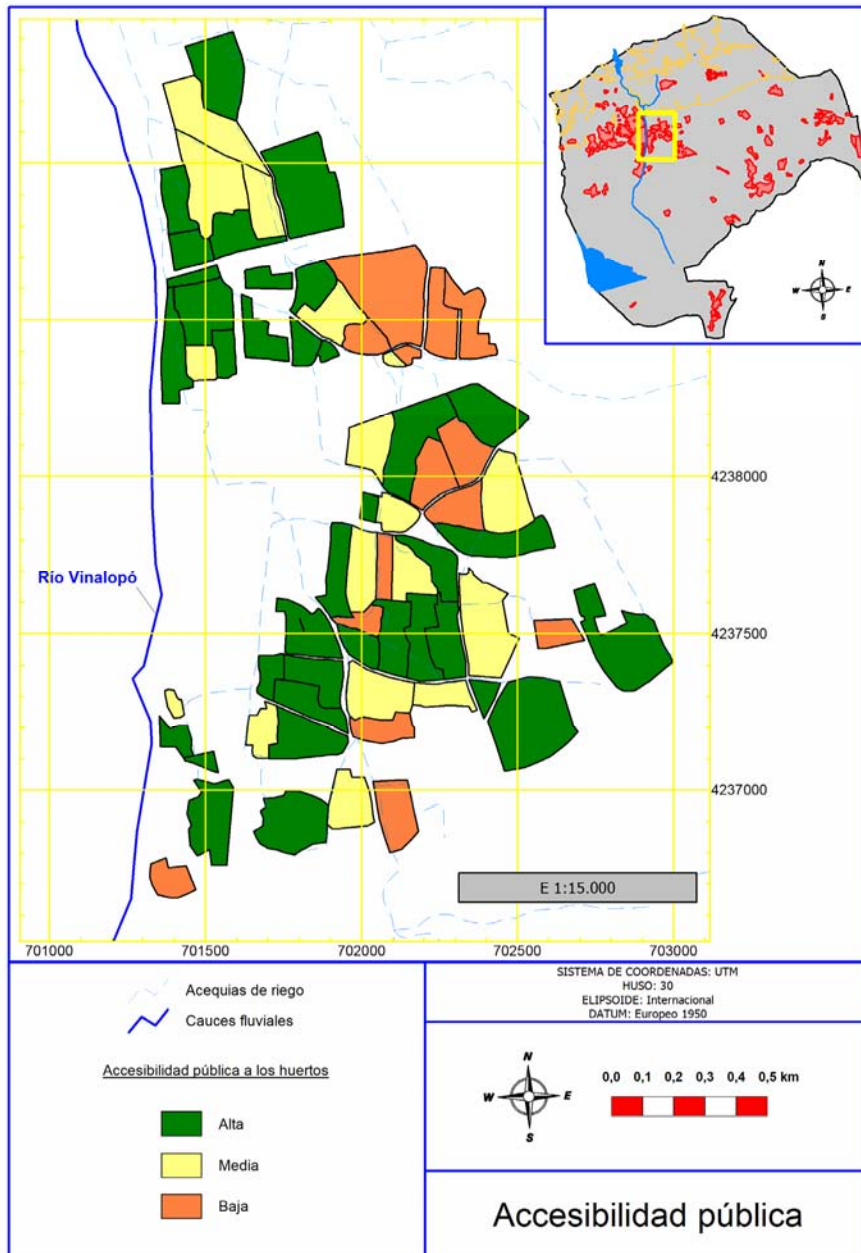 N
W E
S
4238000
Río Vinalopó
4237500
4237000
E 1:15.000
701000 701500 702000 702500 703000
Acequias de riego
Cauces fluviales
Accesibilidad pública a los huertos
Alta
Media
Baja
SISTEMA DE COORDENADAS: UTM
HUSO: 30
ELIPSOIDE: Internacional
DATUM: Europeo 1950
N
W E
S
0,0 0,1 0,2 0,3 0,4 0,5 km
Accesibilidad pública